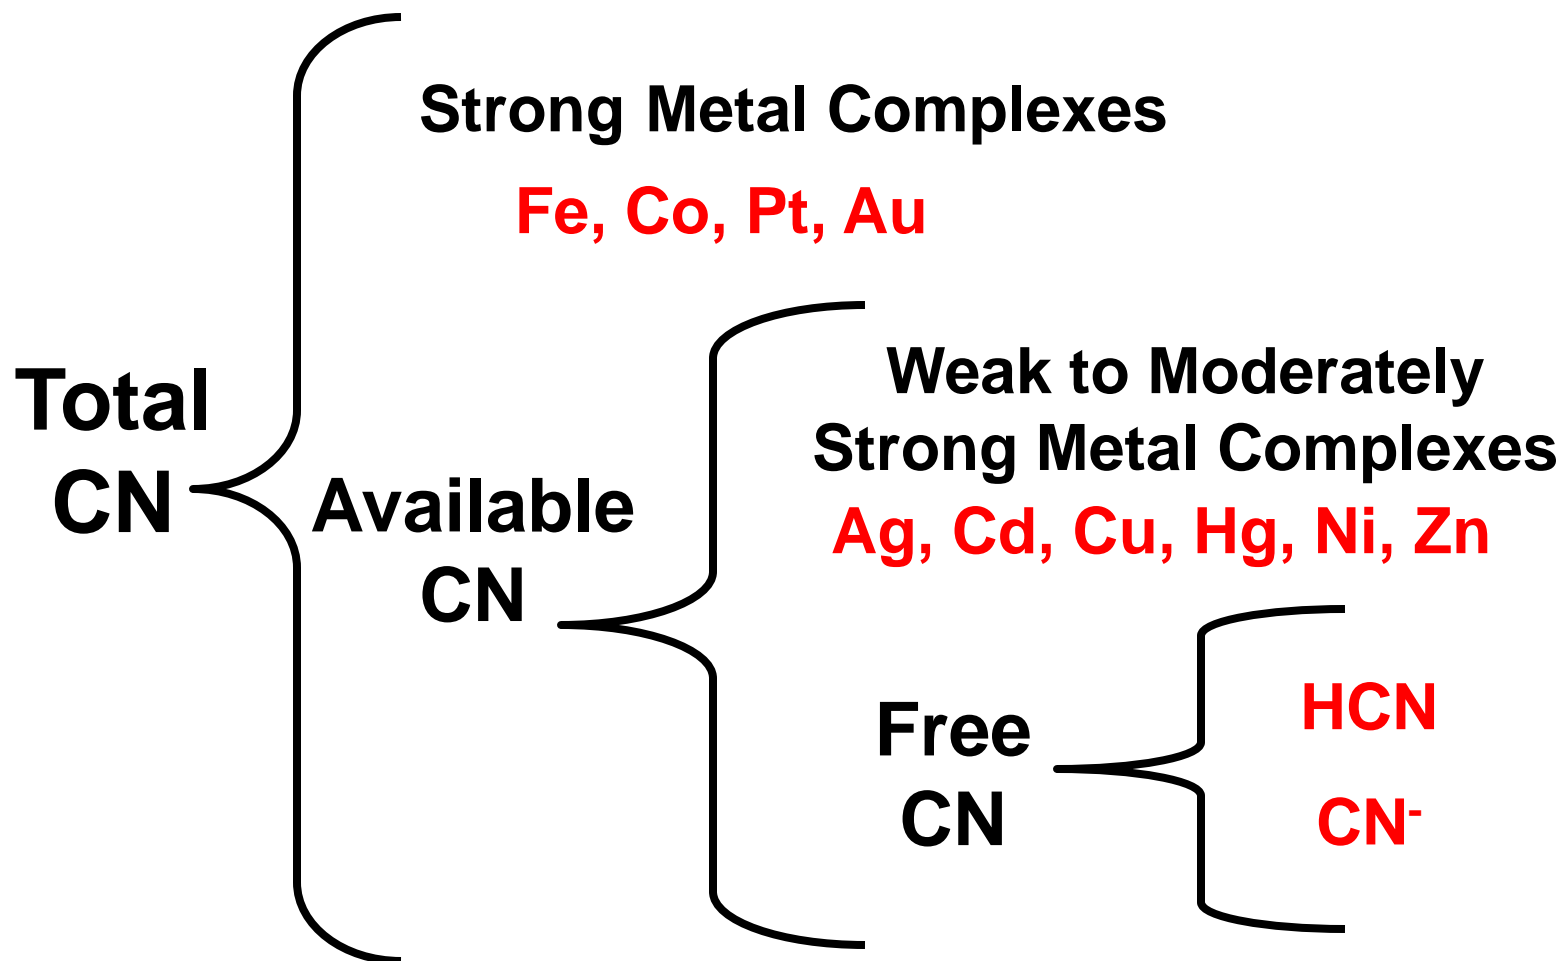 Strong Metal Complexes
Fe, Co, Pt, Au
Total
CN
Available
CN
Weak to Moderately
Strong Metal Complexes
Ag, Cd, Cu, Hg, Ni, Zn
Free
CN
HCN
CN⁻